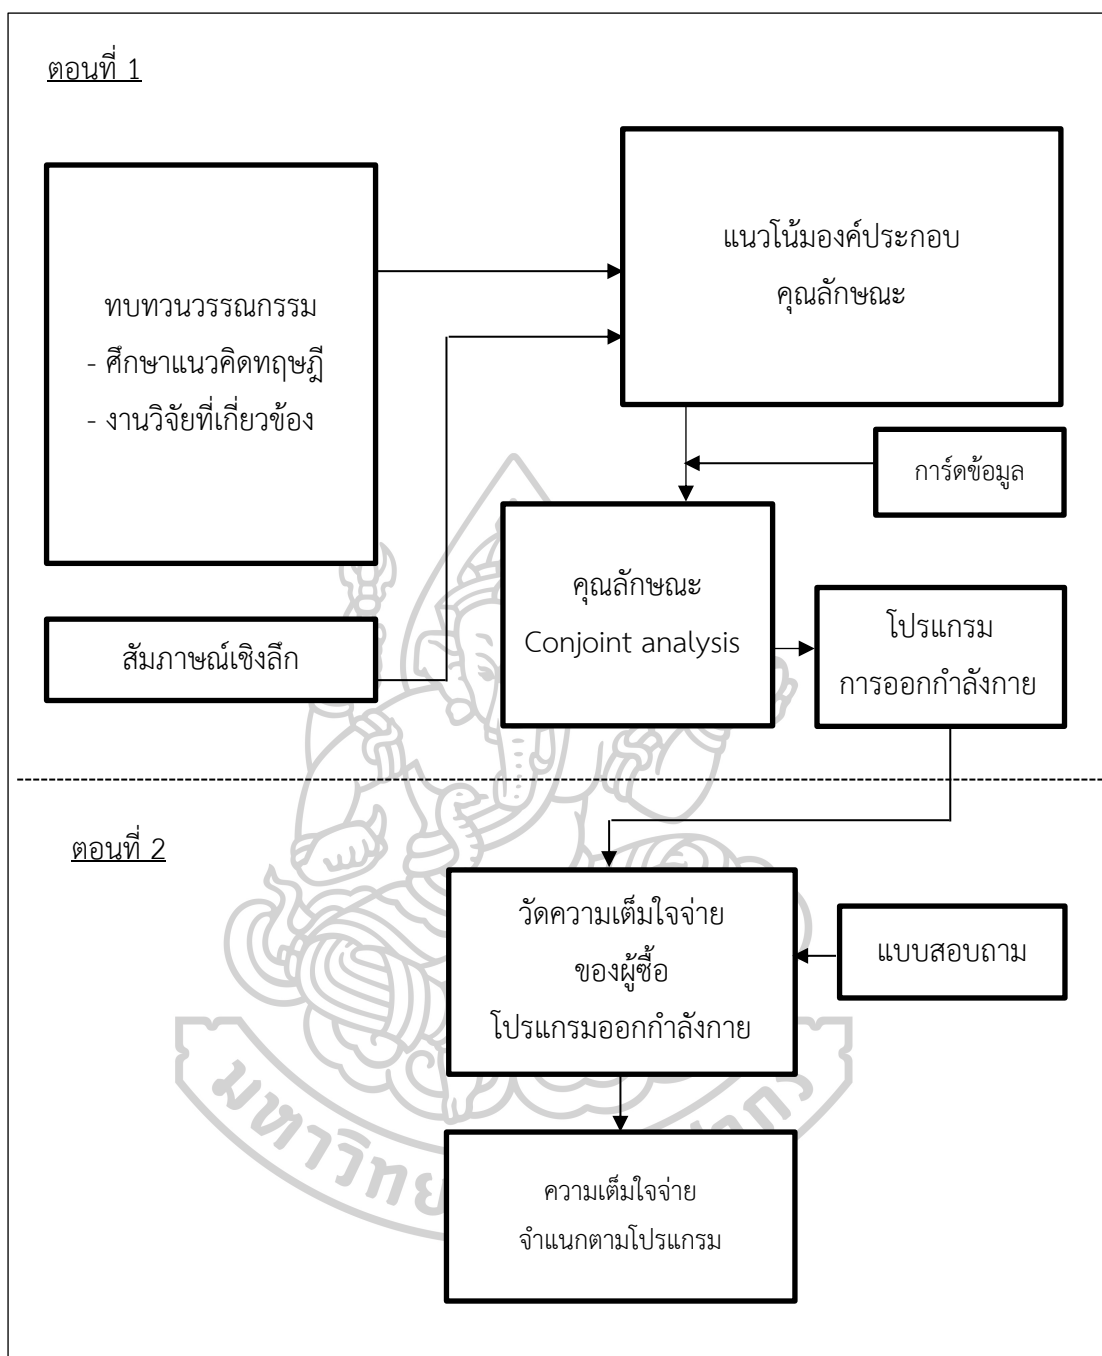 ตอนที่ 1
ทบทวนวรรณกรรม
- ศึกษาแนวคิดทฤษฎี
- งานวิจัยที่เกี่ยวข้อง
แนวโน้มองค์ประกอบ
คุณลักษณะ
การ์ดข้อมูล
สัมภาษณ์เชิงลึก
คุณลักษณะ
Conjoint analysis
โปรแกรม
การออกกำลังกาย
ตอนที่ 2
วัดความเต็มใจจ่าย
ของผู้ซื้อ
โปรแกรมออกกำลังกาย
แบบสอบถาม
ความเต็มใจจ่าย
จำแนกตามโปรแกรม